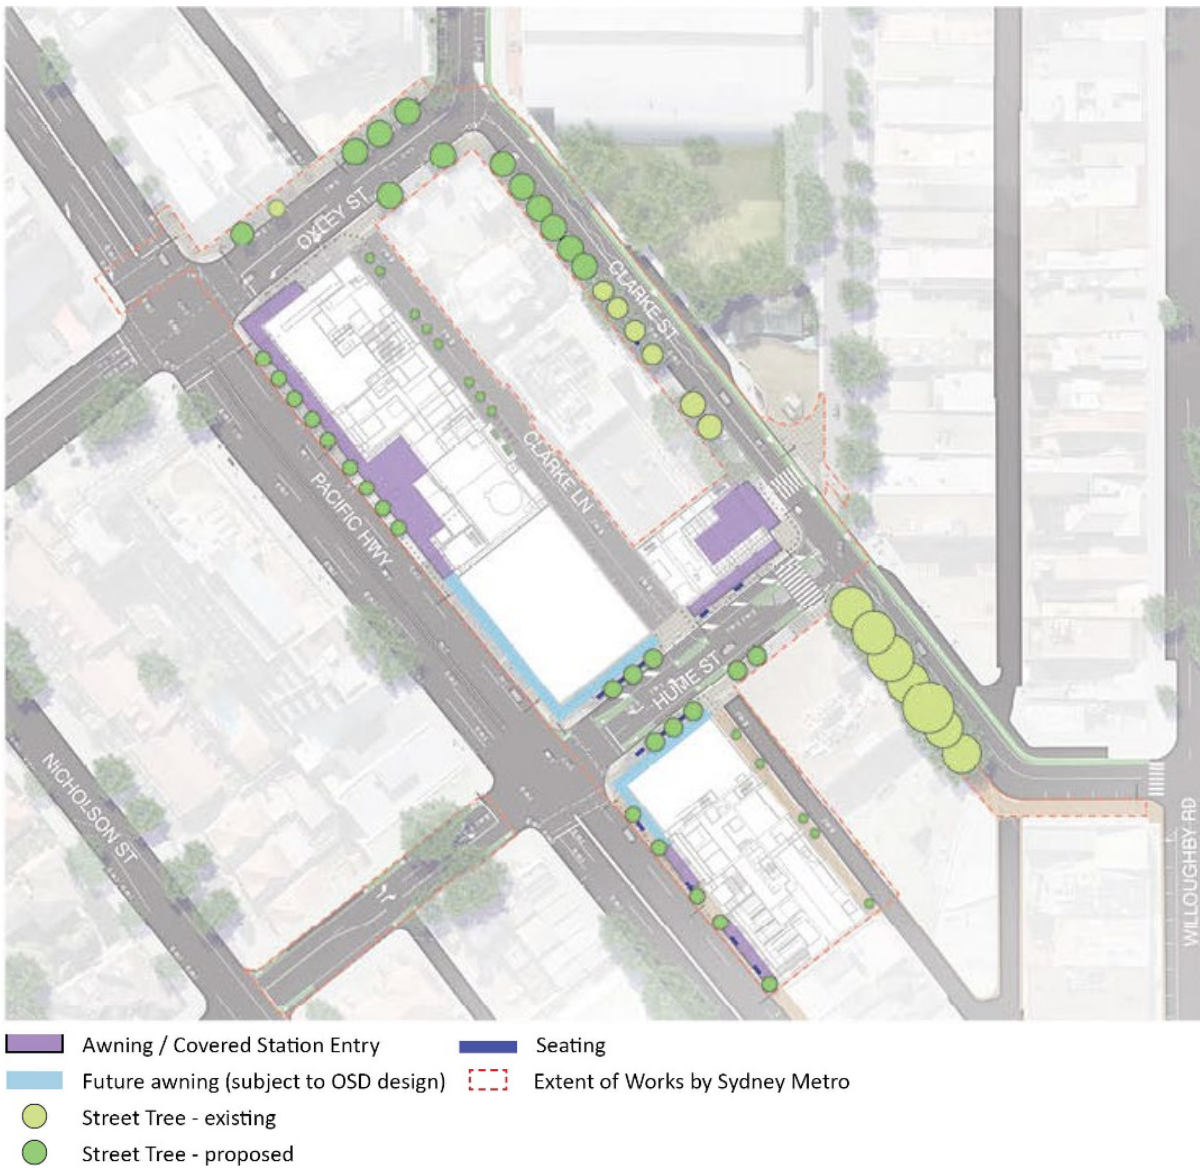 OXLEY ST
CLARKE ST
CLARKE LN
PACIFIC HWY
HUME ST
NICHOLSON ST
WILLOUGHBY RD
Awning / Covered Station Entry
Seating
Future awning (subject to OSD design)
Extent of Works by Sydney Metro
Street Tree - existing
Street Tree - proposed